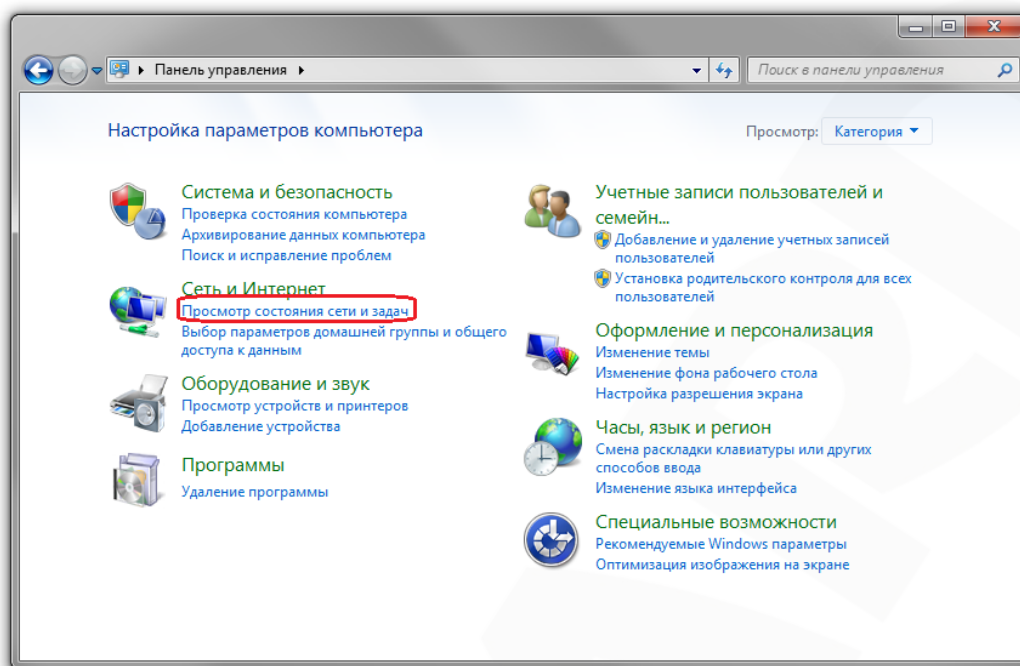 Панель управления
Поиск в панели управления
Настройка параметров компьютера
Просмотр: Категория
Система и безопасность
Проверка состояния компьютера
Архивирование данных компьютера
Поиск и исправление проблем
Сеть и Интернет
Просмотр состояния сети и задач
Выбор параметров домашней группы и общего
доступа к данным
Оборудование и звук
Просмотр устройств и принтеров
Добавление устройства
Программы
Удаление программы
Учетные записи пользователей и
семейн...
Добавление и удаление учетных записей
пользователей
Установка родительского контроля для всех
пользователей
Оформление и персонализация
Изменение темы
Изменение фона рабочего стола
Настройка разрешения экрана
Часы, язык и регион
Смена раскладки клавиатуры или других
способов ввода
Изменение языка интерфейса
Специальные возможности
Рекомендуемые Windows параметры
Оптимизация изображения на экране